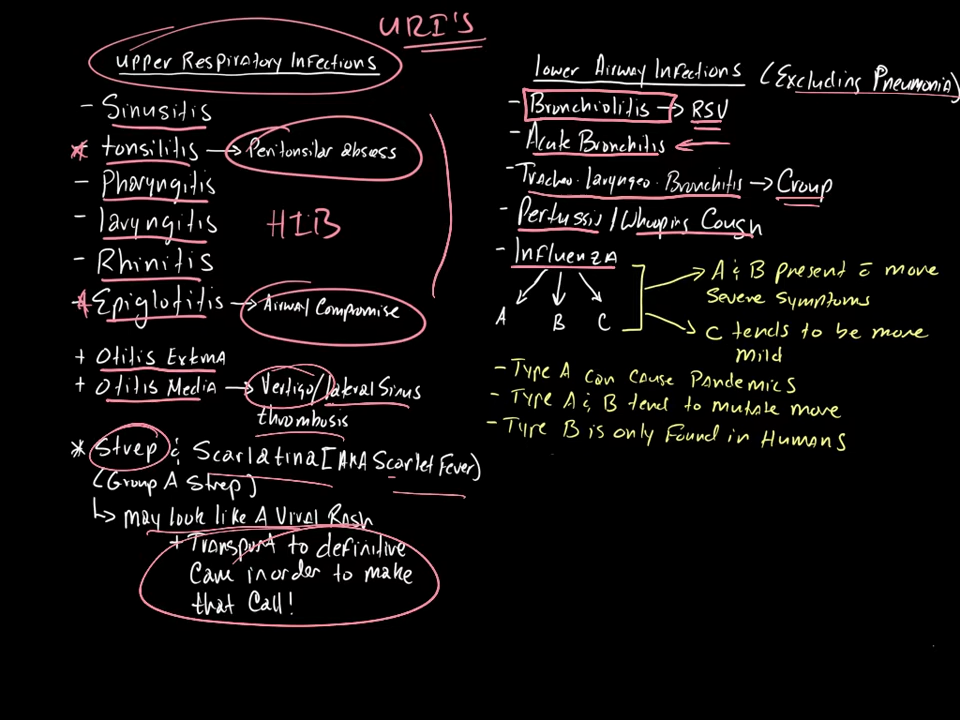 URI'S
Upper Respiratory Infections
- Sinusitis
* tonsilitis → Peritonsilar absess
- Pharyngitis
- laryngitis
HIB
- Rhinitis
* Epiglotitis → Airway Compromise
+ Otitis Externa
+ Otitis Media → Vertigo/lateral Sinus
thrombosis
* Strep & Scarlatina [AKA Scarlet Fever)
(Group A Strep)
↳ may look like A Viral Rash
+ Transport to definitive
Care inorder to make
that Call!
lower Airway Infections (Excluding Pneumonia)
- Bronchiolitis → RSV
- Acute Bronchitis ←
- Tracheo·laryngeo·Bronchitis → Croup
- Pertussis/Whooping Cough
- Influenza
A B C
→ A & B present c̄ more
Severe Symptoms
→ C tends to be more
mild
- Type A can cause Pandemics
- Type A & B tend to mutate more
- Type B is only Found in Humans